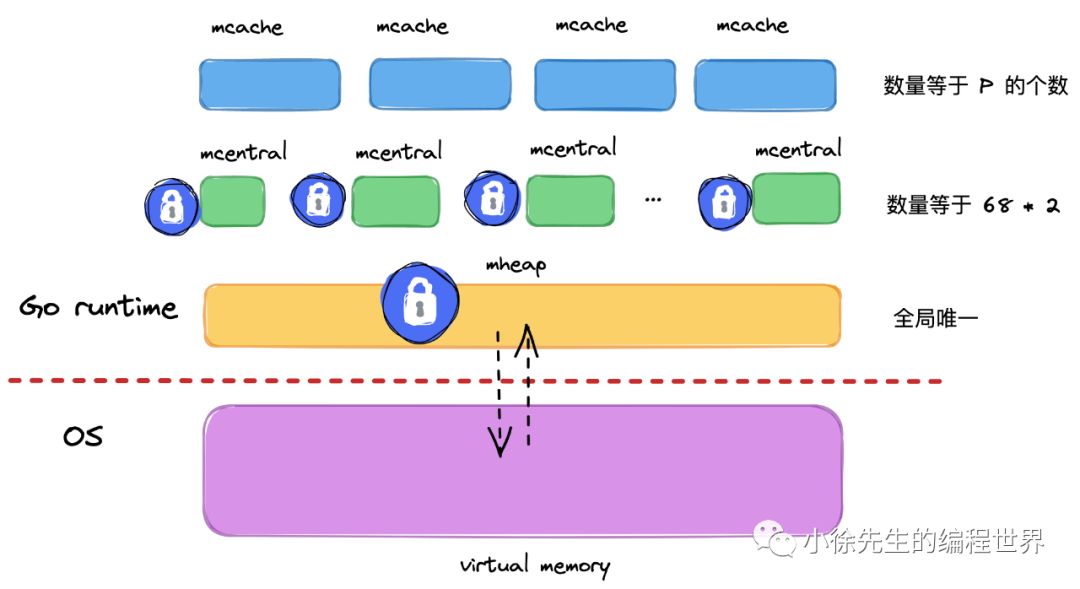 mcache mcache mcache mcache
数量等于 P 的个数
mcentral mcentral mcentral mcentral
...
数量等于 68 * 2
mheap
Go runtime
全局唯一
OS
小徐先生的编程世界
virtual memory